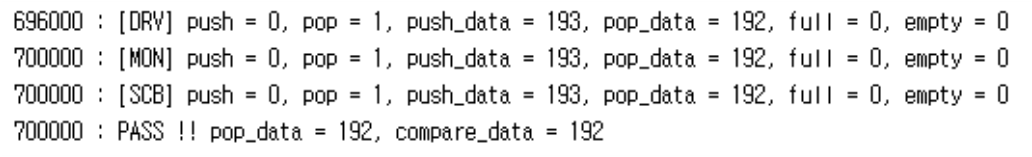 696000 : [DRV] push = 0, pop = 1, push_data = 193, pop_data = 192, full = 0, empty = 0
700000 : [MON] push = 0, pop = 1, push_data = 193, pop_data = 192, full = 0, empty = 0
700000 : [SCB] push = 0, pop = 1, push_data = 193, pop_data = 192, full = 0, empty = 0
700000 : PASS !! pop_data = 192, compare_data = 192